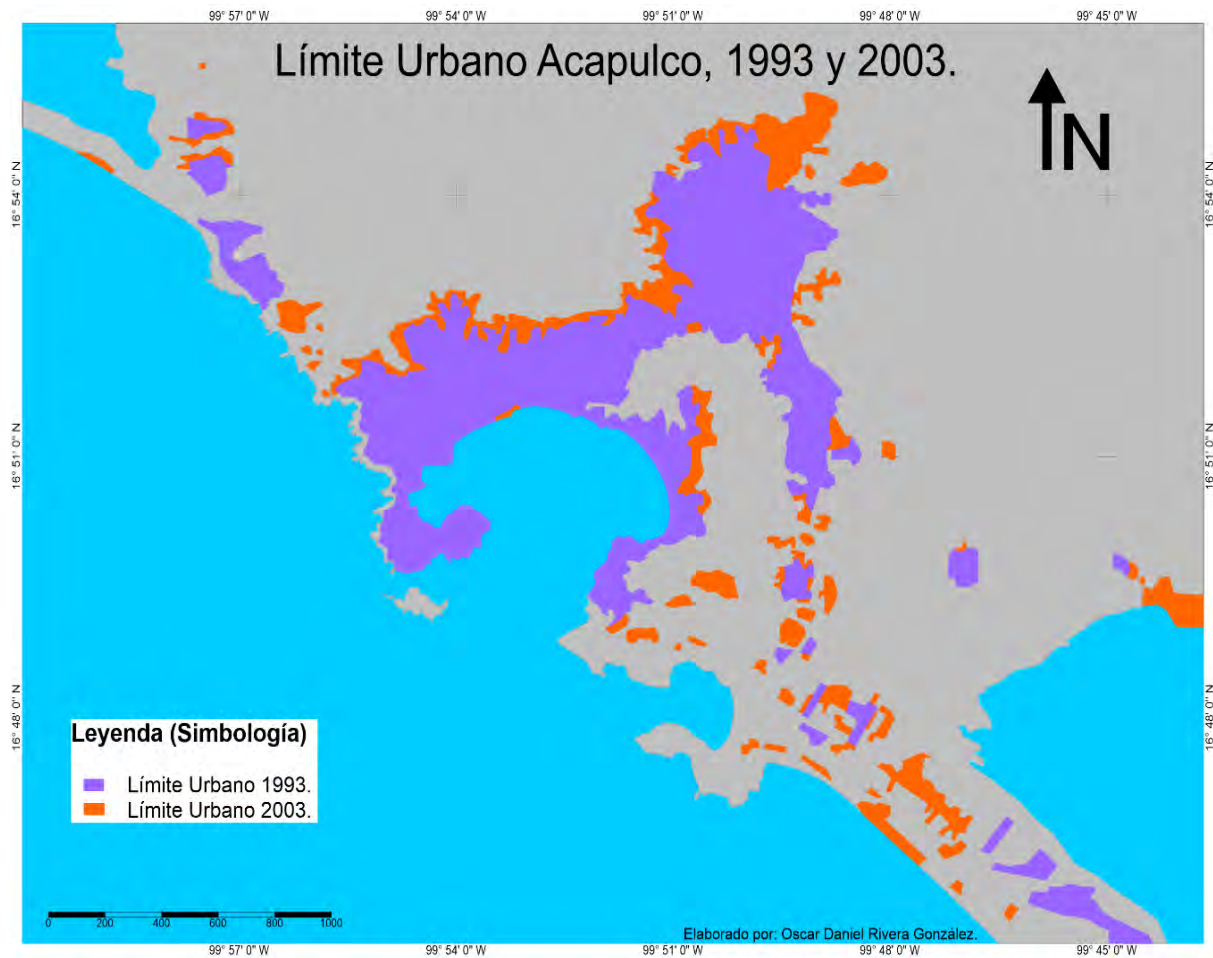 99° 57' 0" W 99° 54' 0" W 99° 51' 0" W 99° 48' 0" W 99° 45' 0" W
Límite Urbano Acapulco, 1993 y 2003.
N
16° 54' 0" N 16° 54' 0" N
16° 51' 0" N 16° 51' 0" N
16° 48' 0" N 16° 48' 0" N
Leyenda (Simbología)
Límite Urbano 1993.
Límite Urbano 2003.
0 200 400 600 800 1000
Elaborado por: Oscar Daniel Rivera González.
99° 57' 0" W 99° 54' 0" W 99° 51' 0" W 99° 48' 0" W 99° 45' 0" W